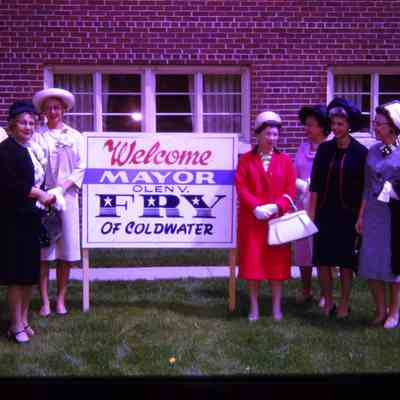 Welcome
MAYOR
OLEN V.
FRY
OF COLDWATER